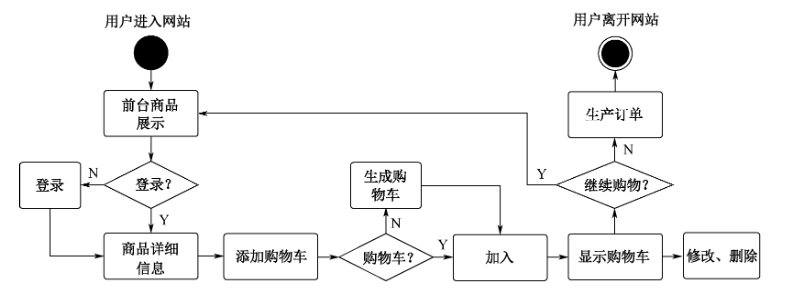 用户进入网站
用户离开网站
前台商品
展示
生产订单
N
登录
登录?
Y
生成购
物车
Y
继续购物?
N
N
Y
商品详细
信息
添加购物车
购物车?
Y
加入
显示购物车
修改、删除